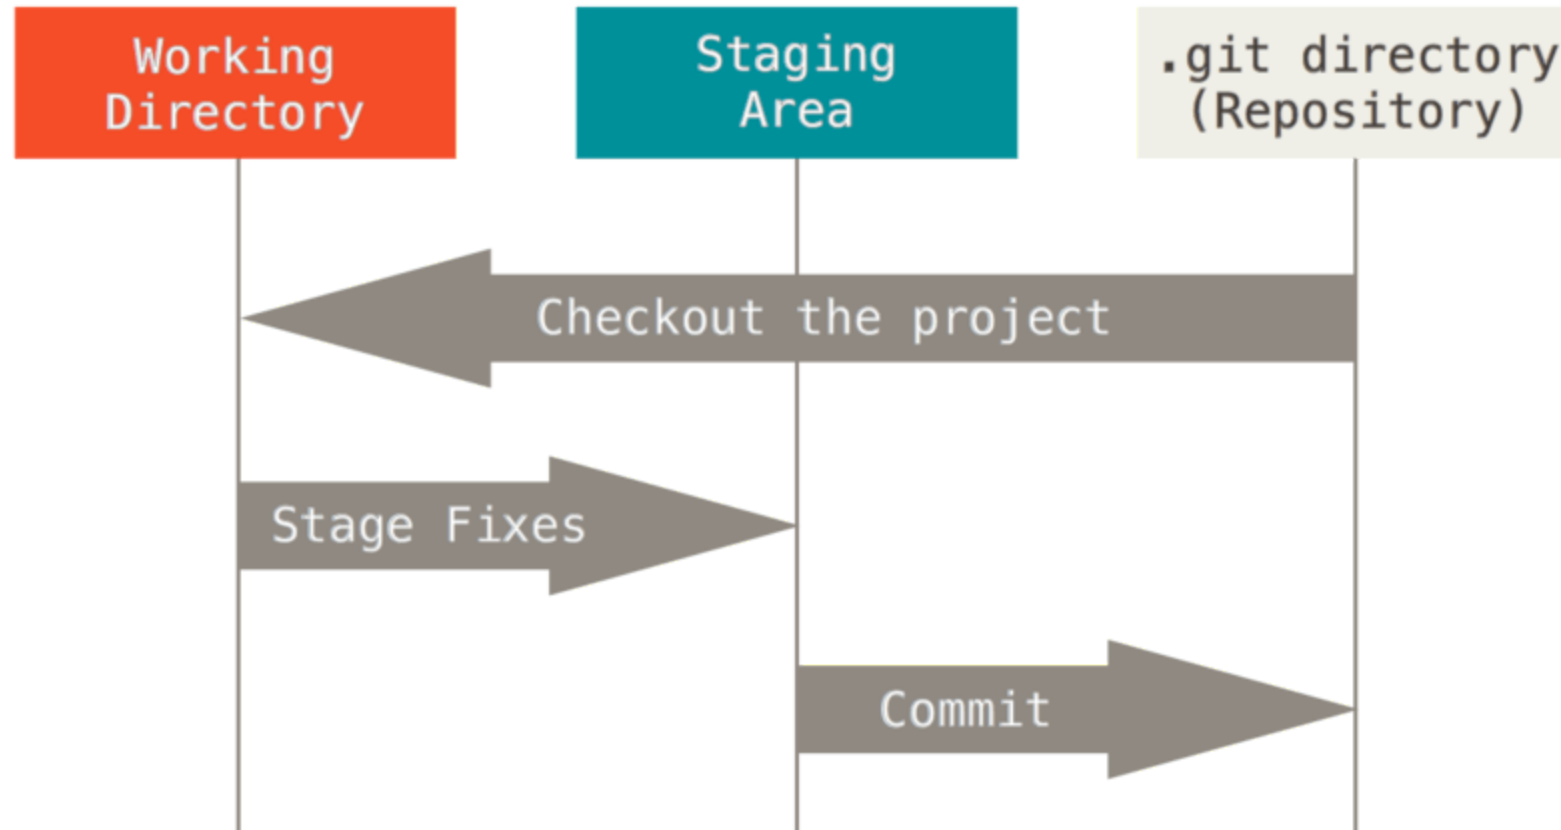 Working
Directory
Staging
Area
.git directory
(Repository)
Checkout the project
Stage Fixes
Commit